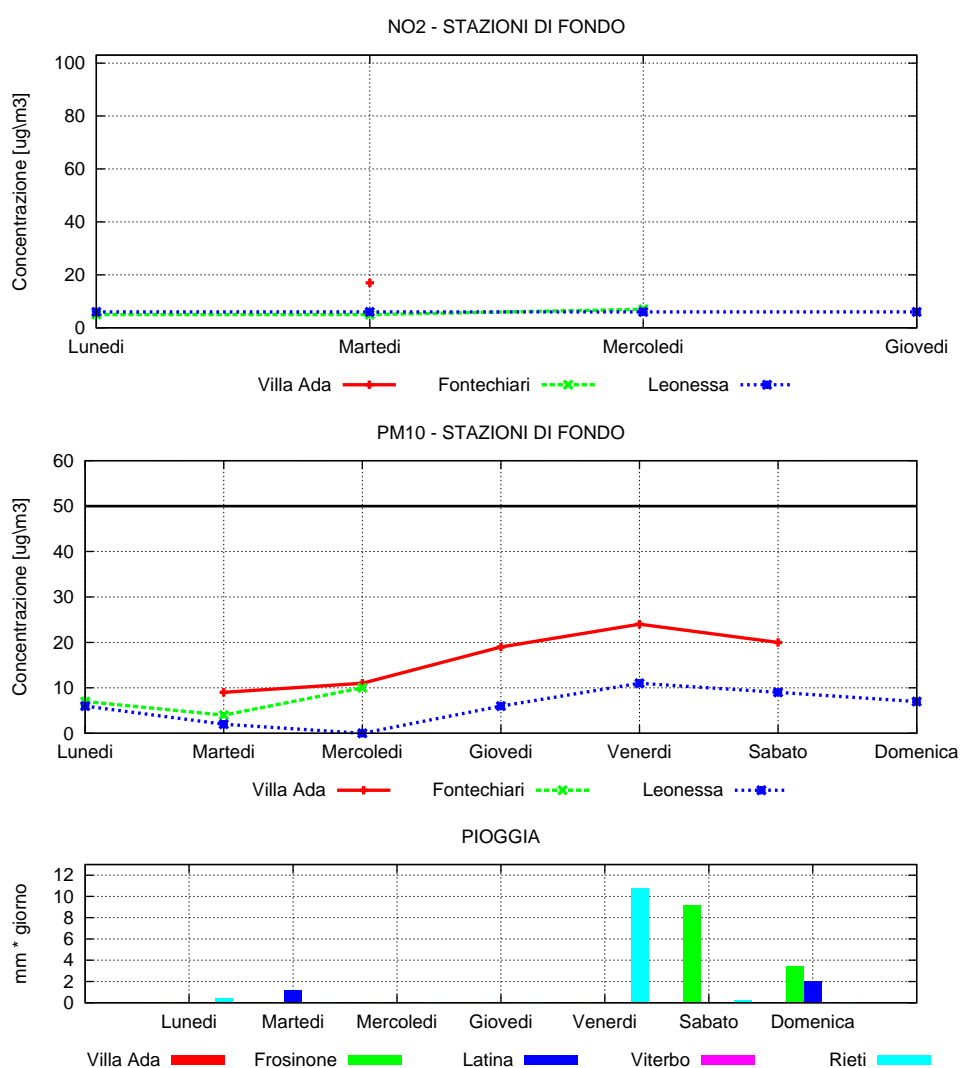 NO2 - STAZIONI DI FONDO
Concentrazione [ug\m3]
100
80
60
40
20
0
Lunedi Martedi Mercoledi Giovedi
Villa Ada Fontechiari Leonessa
PM10 - STAZIONI DI FONDO
Concentrazione [ug\m3]
60
50
40
30
20
10
0
Lunedi Martedi Mercoledi Giovedi Venerdi Sabato Domenica
Villa Ada Fontechiari Leonessa
PIOGGIA
mm * giorno
12
10
8
6
4
2
0
Lunedi Martedi Mercoledi Giovedi Venerdi Sabato Domenica
Villa Ada Frosinone Latina Viterbo Rieti